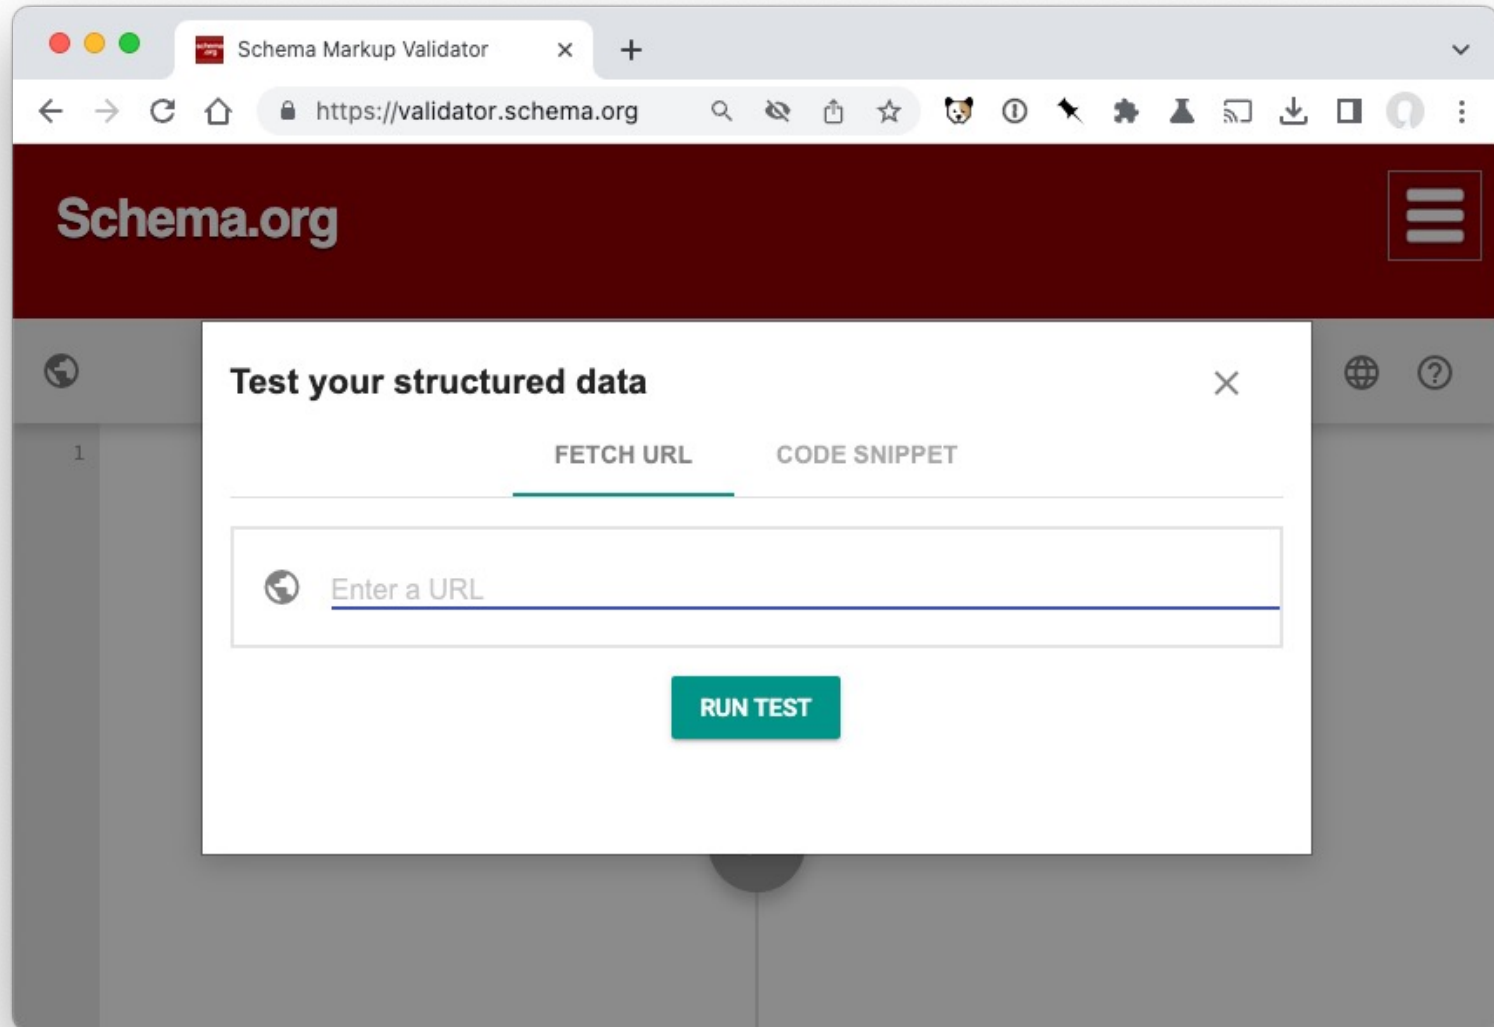 Schema Markup Validator
https://validator.schema.org
Schema.org
Test your structured data
FETCH URL CODE SNIPPET
1
Enter a URL
RUN TEST